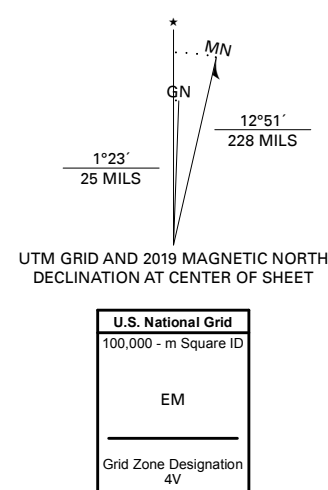 ★
MN
GN
12°51´
228 MILS
1°23´
25 MILS
UTM GRID AND 2019 MAGNETIC NORTH
DECLINATION AT CENTER OF SHEET
U.S. National Grid
100,000 - m Square ID
EM
Grid Zone Designation
4V